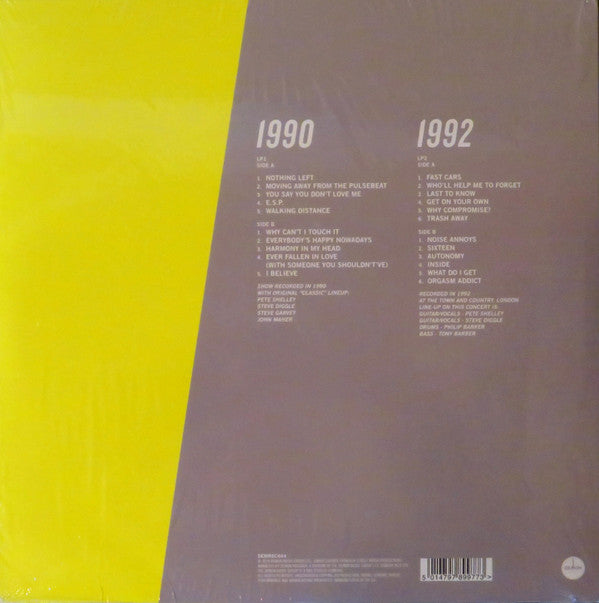 1990
LP1
SIDE A
1. NOTHING LEFT
2. MOVING AWAY FROM THE PULSEBEAT
3. YOU SAY YOU DON'T LOVE ME
4. E.S.P.
5. WALKING DISTANCE
SIDE B
1. WHY CAN'T I TOUCH IT
2. EVERYBODY'S HAPPY NOWADAYS
3. HARMONY IN MY HEAD
4. EVER FALLEN IN LOVE
(WITH SOMEONE YOU SHOULDN'T'VE)
5. I BELIEVE
SHOW RECORDED IN 1990
WITH ORIGINAL "CLASSIC" LINEUP:
PETE SHELLEY
STEVE DIGGLE
STEVE GARVEY
JOHN MAHER
1992
LP2
SIDE A
1. FAST CARS
2. WHO'LL HELP ME TO FORGET
3. LAST TO KNOW
4. GET ON YOUR OWN
5. WHY COMPROMISE?
6. TRASH AWAY
SIDE B
1. NOISE ANNOYS
2. SIXTEEN
3. AUTONOMY
4. INSIDE
5. WHAT DO I GET
6. ORGASM ADDICT
RECORDED IN 1992
AT THE TOWN AND COUNTRY, LONDON
LINE-UP ON THIS CONCERT IS:
GUITAR/VOCALS - PETE SHELLEY
GUITAR/VOCALS - STEVE DIGGLE
DRUMS - PHILIP BARKER
BASS - TONY BARBER
DEMREC404
5 014797 899773
DEMON